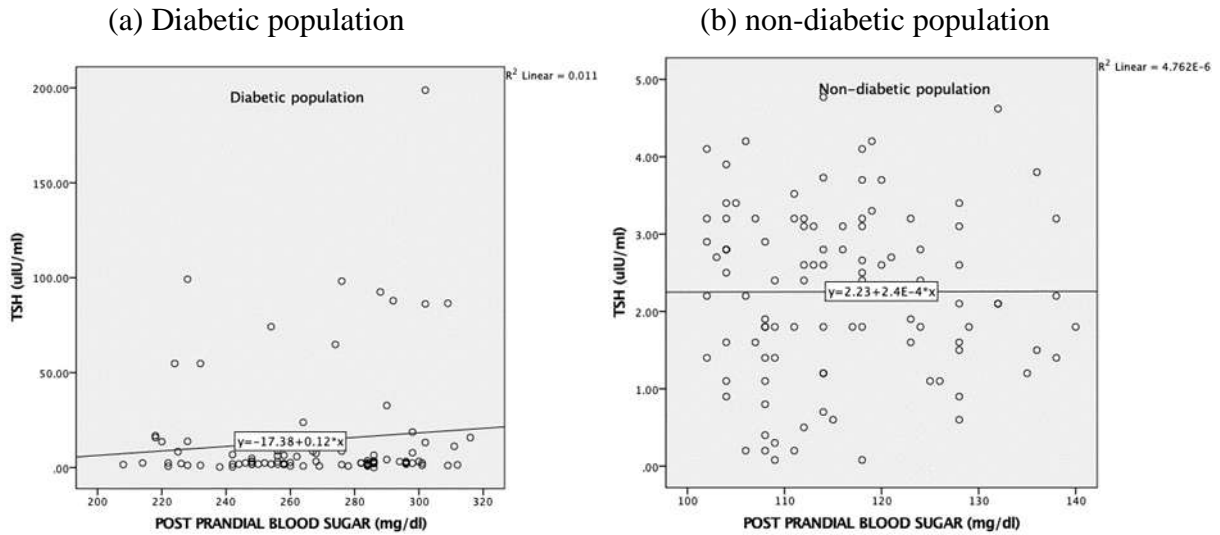 (a) Diabetic population
(b) non-diabetic population
R² Linear = 0.011
Diabetic population
200.00
150.00
100.00
50.00
.00
TSH (uIU/ml)
y=-17.38+0.12*x
200
220
240
260
280
300
320
POST PRANDIAL BLOOD SUGAR (mg/dl)
R² Linear = 4.762E-6
Non-diabetic population
5.00
4.00
3.00
2.00
1.00
.00
TSH (uIU/ml)
y=2.23+2.4E-4*x
100
110
120
130
140
POST PRANDIAL BLOOD SUGAR (mg/dl)